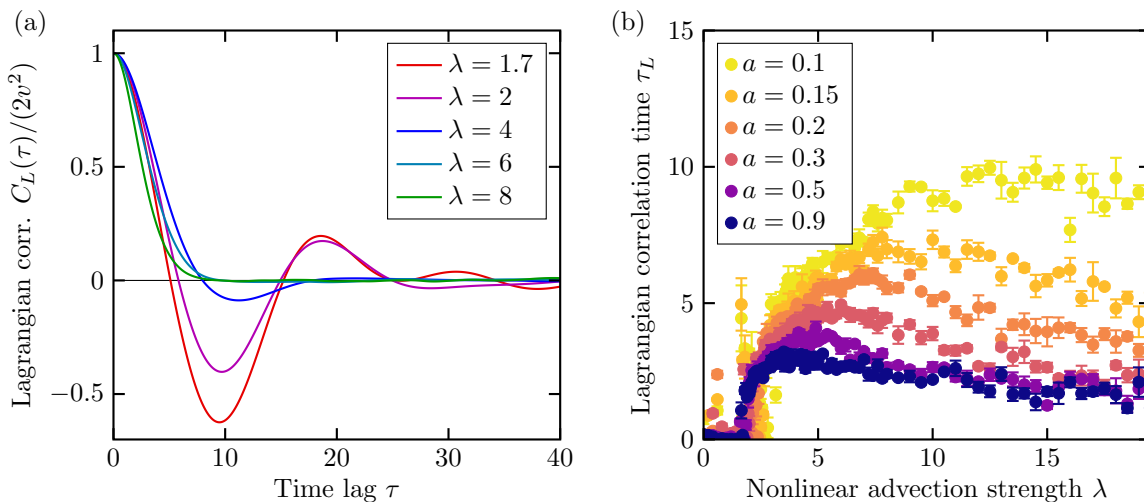 (a)
Lagrangian corr. C_L(τ)/(2v²)
1
0.5
0
−0.5
0
10
20
30
40
Time lag τ
λ = 1.7
λ = 2
λ = 4
λ = 6
λ = 8
(b)
Lagrangian correlation time τ_L
15
10
5
0
0
5
10
15
Nonlinear advection strength λ
a = 0.1
a = 0.15
a = 0.2
a = 0.3
a = 0.5
a = 0.9